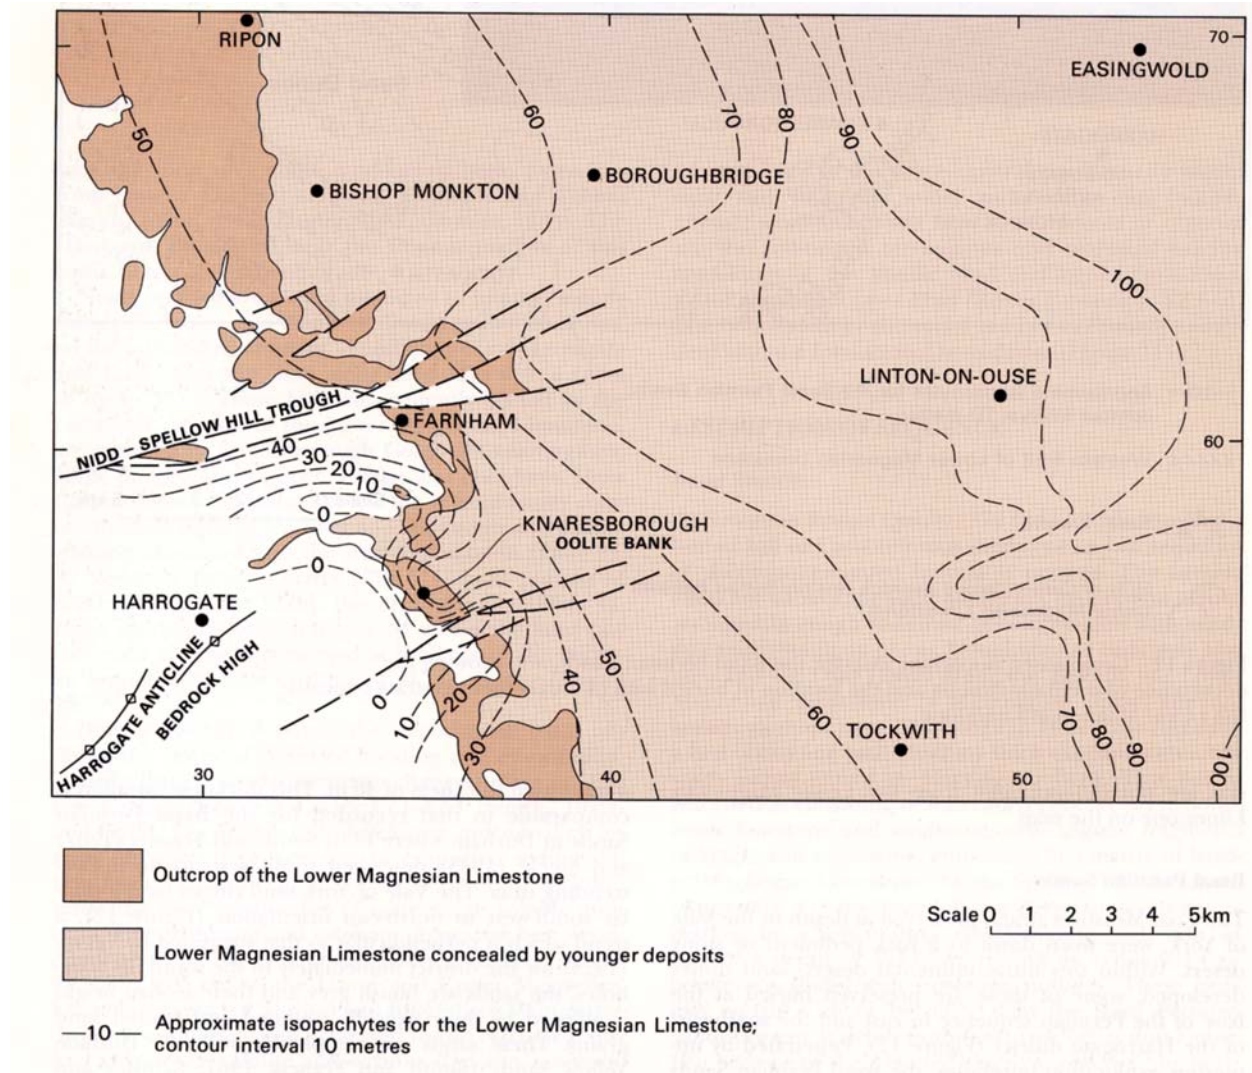 RIPON
70
EASINGWOLD
50
60
70
80
90
BISHOP MONKTON
BOROUGHBRIDGE
100
LINTON-ON-OUSE
NIDD – SPELLOW HILL TROUGH
FARNHAM
60
40
30
20
10
0
KNARESBOROUGH
OOLITE BANK
0
HARROGATE
HARROGATE ANTICLINE
BEDROCK HIGH
0
10
20
30
40
50
60
TOCKWITH
70
80
90
100
30
40
50
Outcrop of the Lower Magnesian Limestone
Scale 0 1 2 3 4 5km
Lower Magnesian Limestone concealed by younger deposits
—10— Approximate isopachytes for the Lower Magnesian Limestone;
contour interval 10 metres